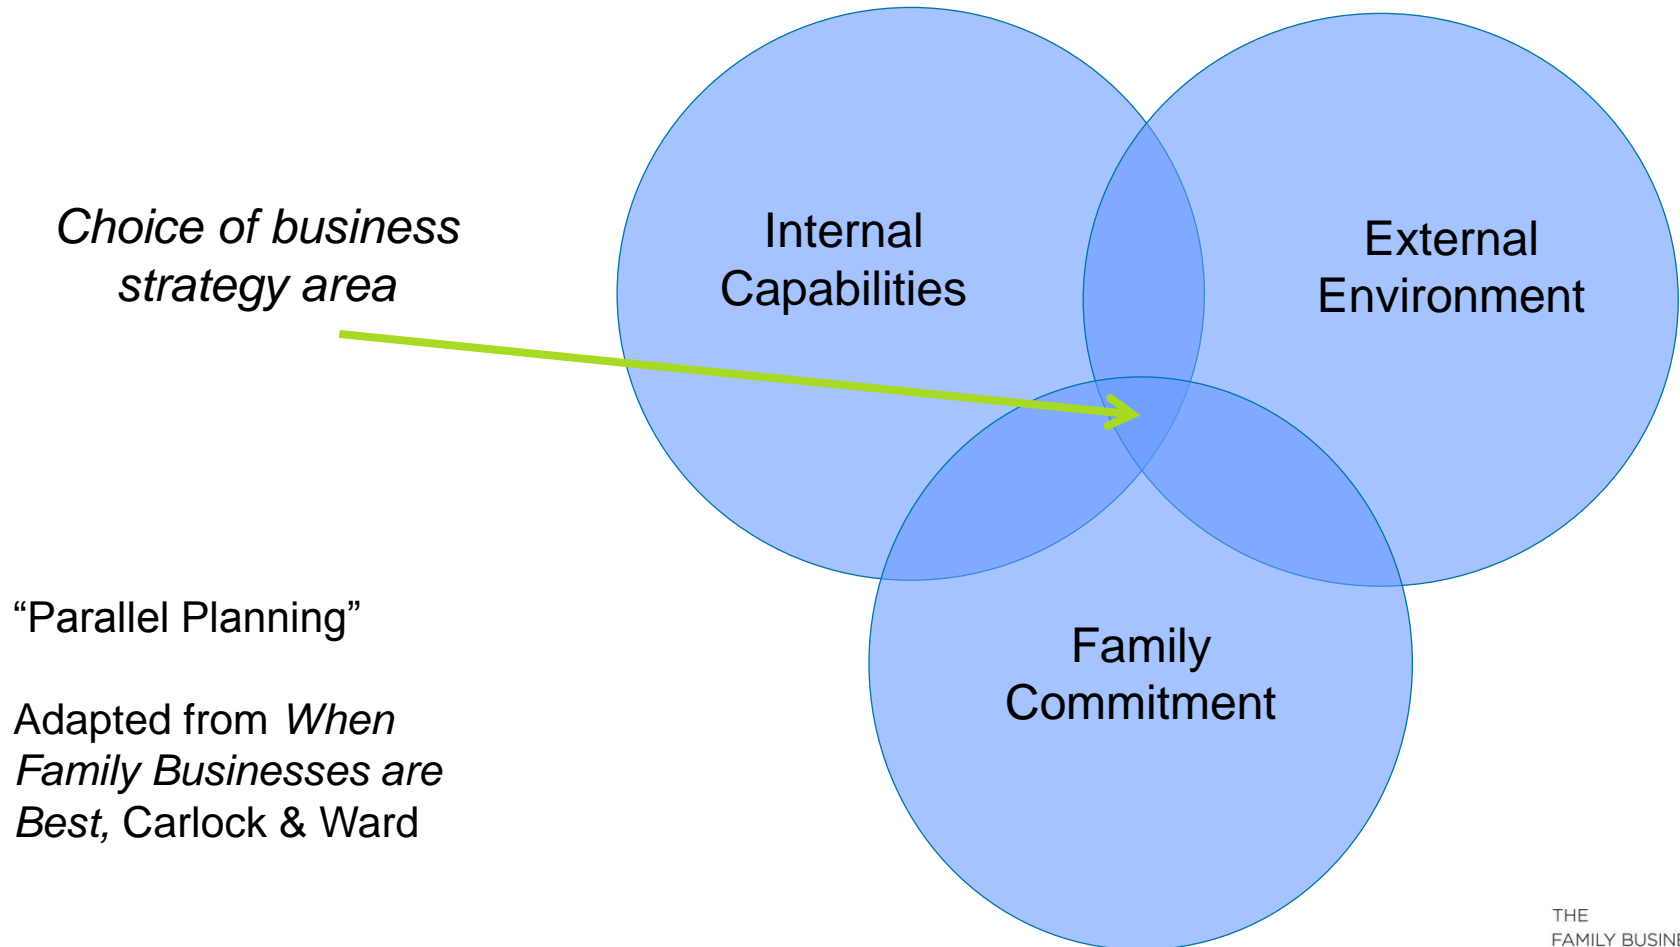 Choice of business
strategy area
Internal
Capabilities
External
Environment
Family
Commitment
“Parallel Planning”
Adapted from When
Family Businesses are
Best, Carlock & Ward
THE
FAMILY